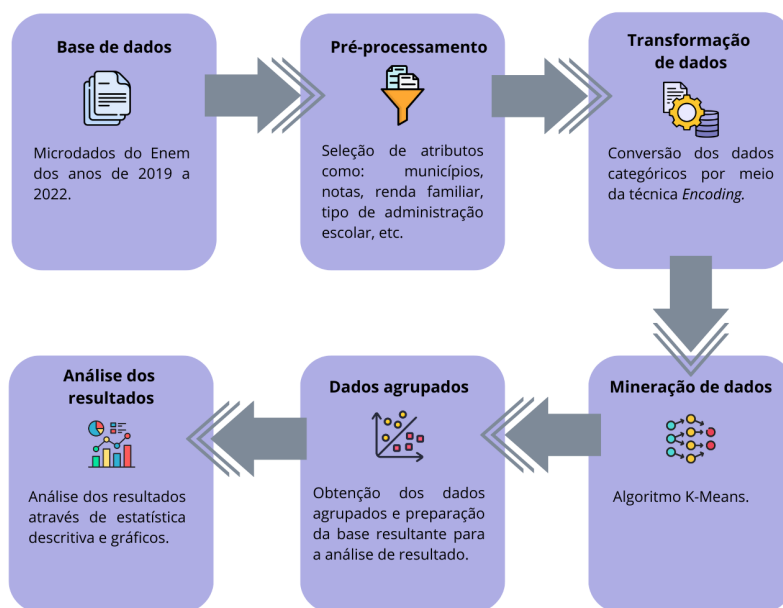 Base de dados
Microdados do Enem
dos anos de 2019 a
2022.
Pré-processamento
Seleção de atributos
como: municípios,
notas, renda familiar,
tipo de administração
escolar, etc.
Transformação
de dados
Conversão dos dados
categóricos por meio
da técnica Encoding.
Mineração de dados
Algoritmo K-Means.
Dados agrupados
Obtenção dos dados
agrupados e preparação
da base resultante para
a análise de resultado.
Análise dos
resultados
Análise dos resultados
através de estatística
descritiva e gráficos.